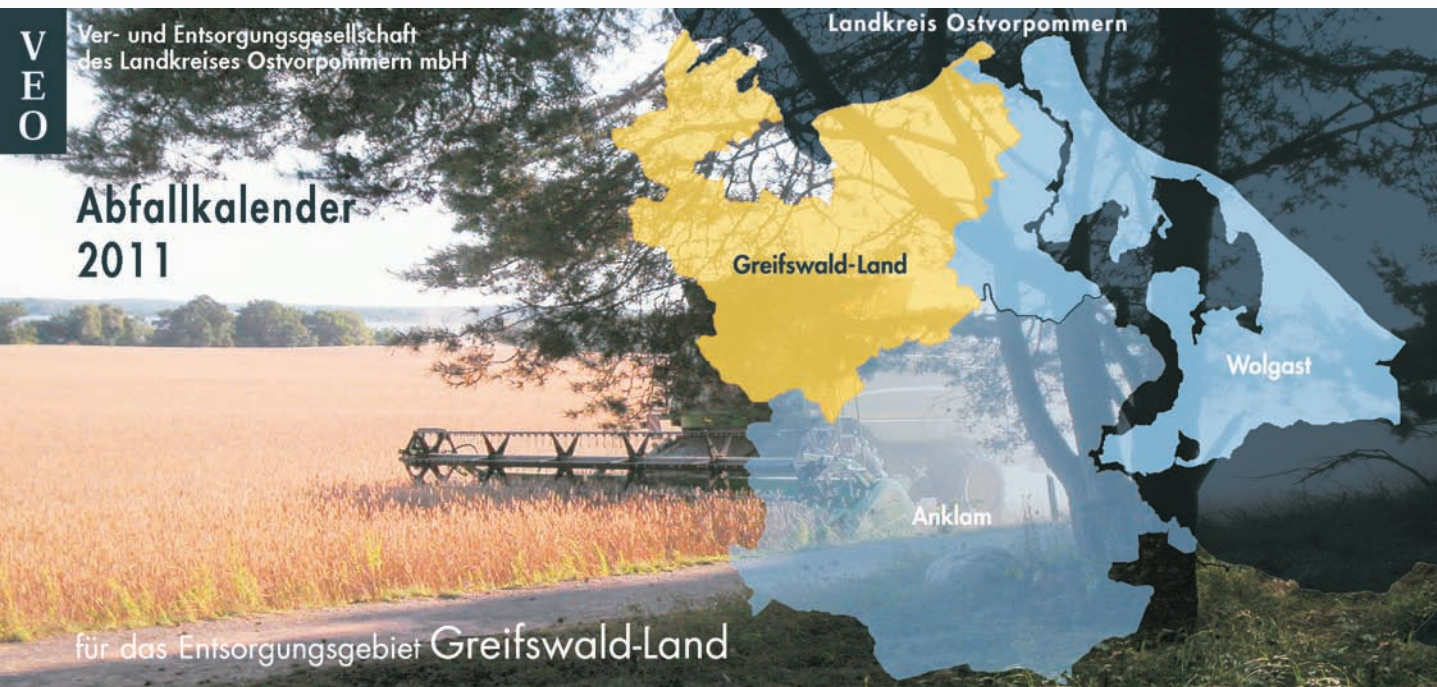 VEO
Ver- und Entsorgungsgesellschaft
des Landkreises Ostvorpommern mbH
Landkreis Ostvorpommern
Abfallkalender
2011
Greifswald-Land
Wolgast
Anklam
für das Entsorgungsgebiet Greifswald-Land